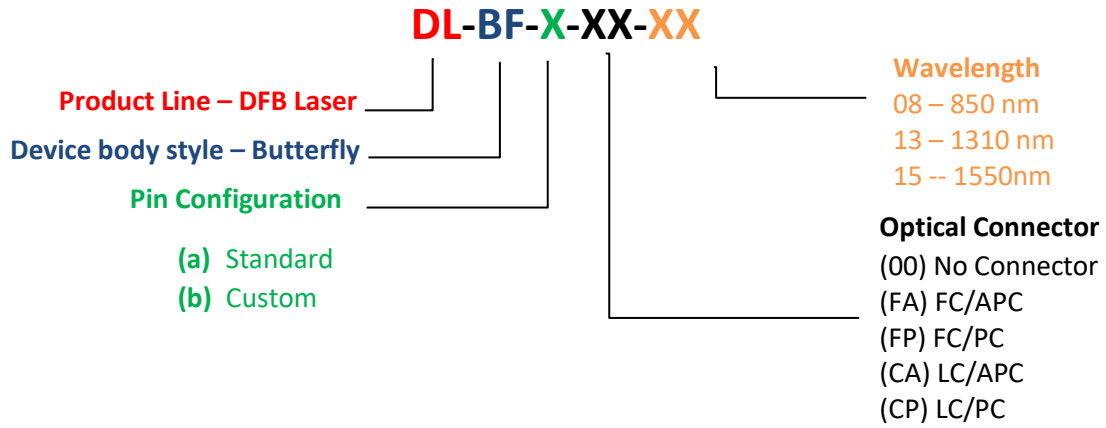 DL-BF-X-XX-XX
Product Line – DFB Laser
Device body style – Butterfly
Pin Configuration
(a) Standard
(b) Custom
Wavelength
08 – 850 nm
13 – 1310 nm
15 -- 1550nm
Optical Connector
(00) No Connector
(FA) FC/APC
(FP) FC/PC
(CA) LC/APC
(CP) LC/PC